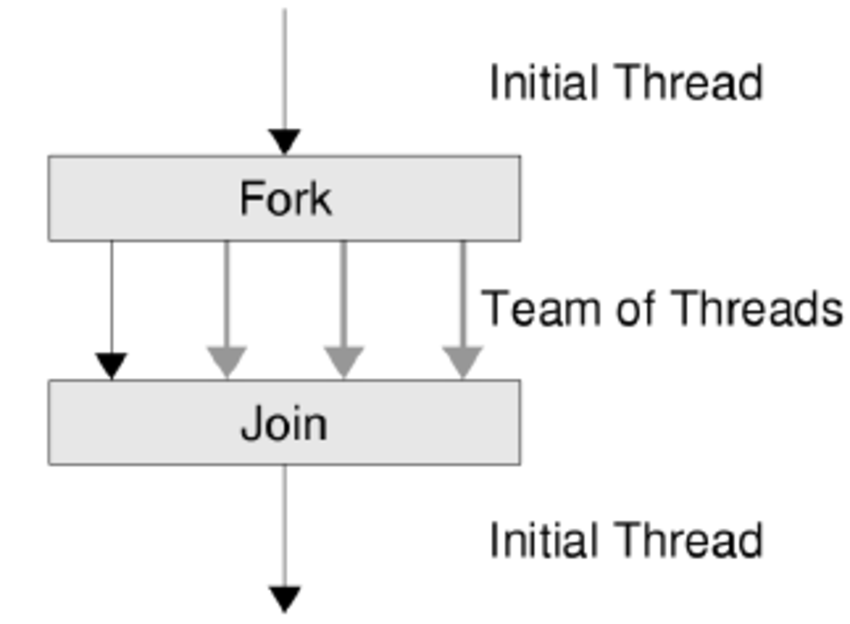 Initial Thread
Fork
Team of Threads
Join
Initial Thread